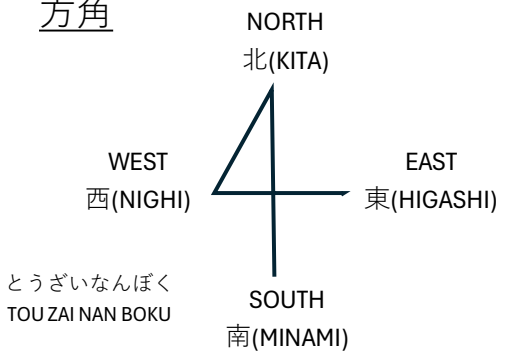 方角
NORTH
北(KITA)
WEST
西(NIGHI)
EAST
東(HIGASHI)
とうざいなんぼく
TOU ZAI NAN BOKU
SOUTH
南(MINAMI)